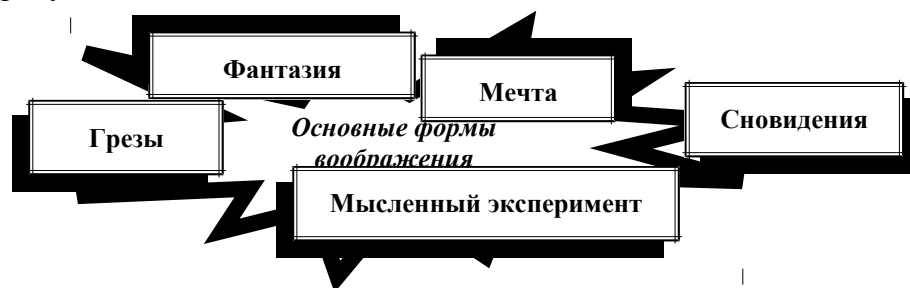 Фантазия
Мечта
Сновидения
Грезы
Основные формы
воображения
Мысленный эксперимент